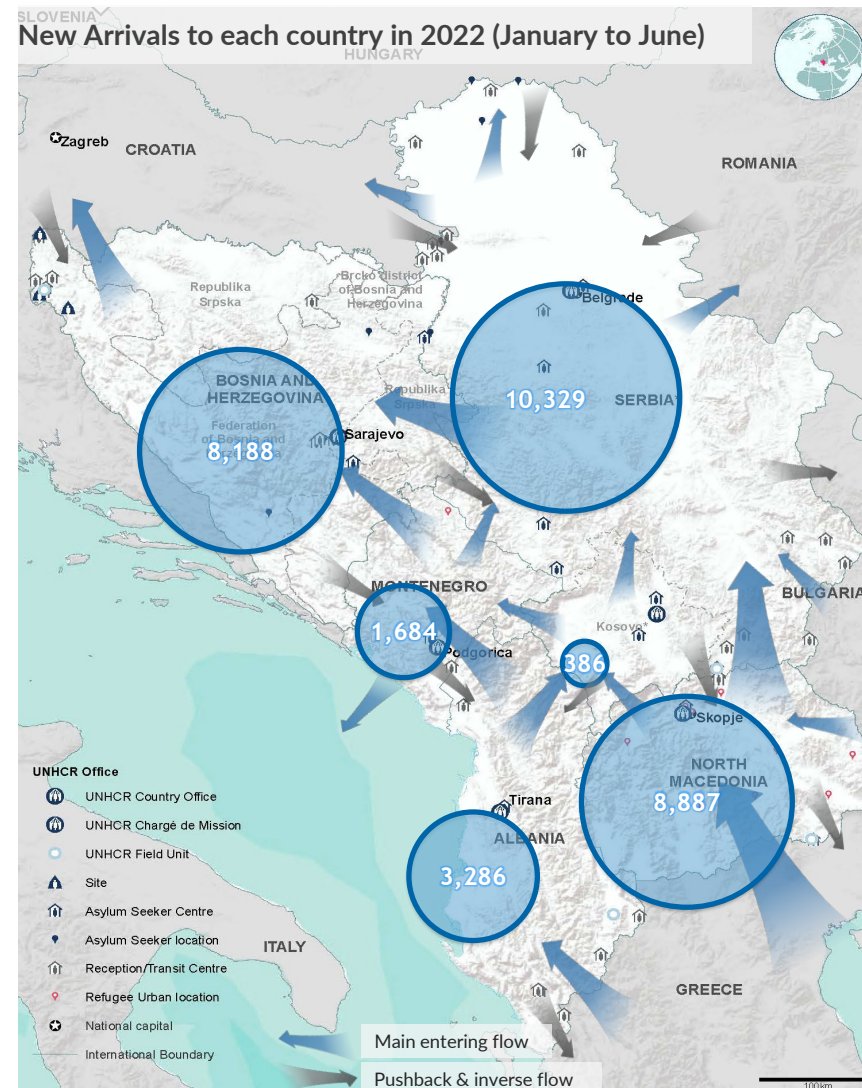 SLOVENIA
New Arrivals to each country in 2022 (January to June)
HUNGARY
Zagreb
CROATIA
ROMANIA
Republika
Srpska
Brcko district
of Bosnia and
Herzegovina
Belgrade
BOSNIA AND
HERZEGOVINA
Republika
Srpska
10,329
SERBIA*
Federation
of Bosnia and
Herzegovina
Sarajevo
8,188
MONTENEGRO
BULGARIA
1,684
Kosovo*
Podgorica
386
Skopje
NORTH
MACEDONIA
8,887
Tirana
ALBANIA
3,286
UNHCR Office
UNHCR Country Office
UNHCR Chargé de Mission
UNHCR Field Unit
Site
Asylum Seeker Centre
Asylum Seeker location
Reception/Transit Centre
Refugee Urban location
National capital
International Boundary
ITALY
GREECE
Main entering flow
Pushback & inverse flow
100 km